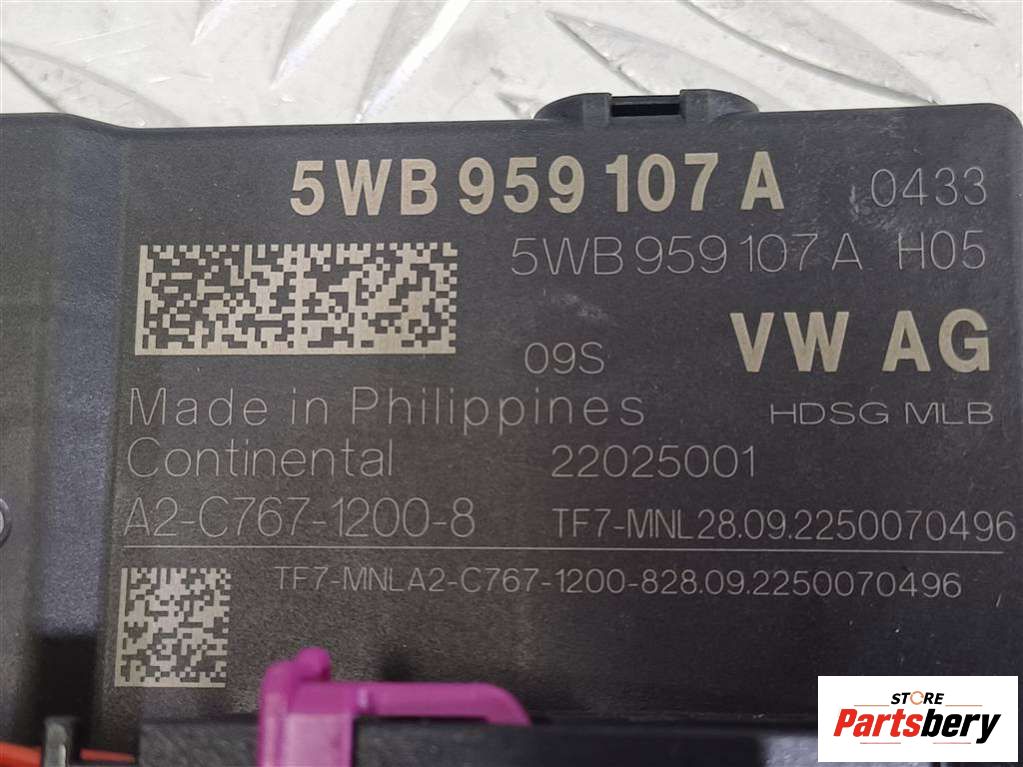 5WB 959 107 A 0433
5WB 959 107 A H05
09S VW AG
Made in Philippines HDSG MLB
Continental 22025001
A2-C767-1200-8 TF7-MNL28.09.2250070496
TF7-MNLA2-C767-1200-828.09.2250070496
STORE
Partsbery